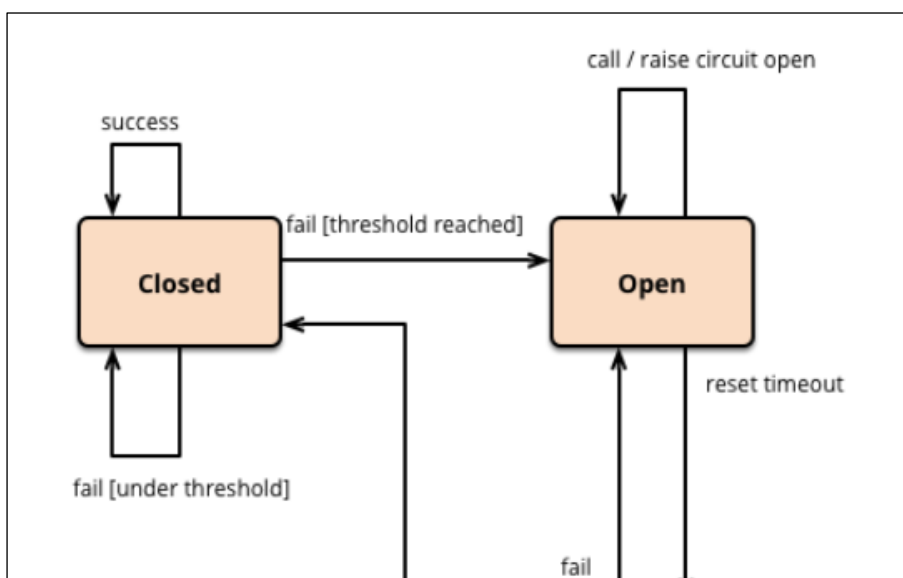 call / raise circuit open
success
fail [threshold reached]
Closed
Open
reset timeout
fail [under threshold]
fail